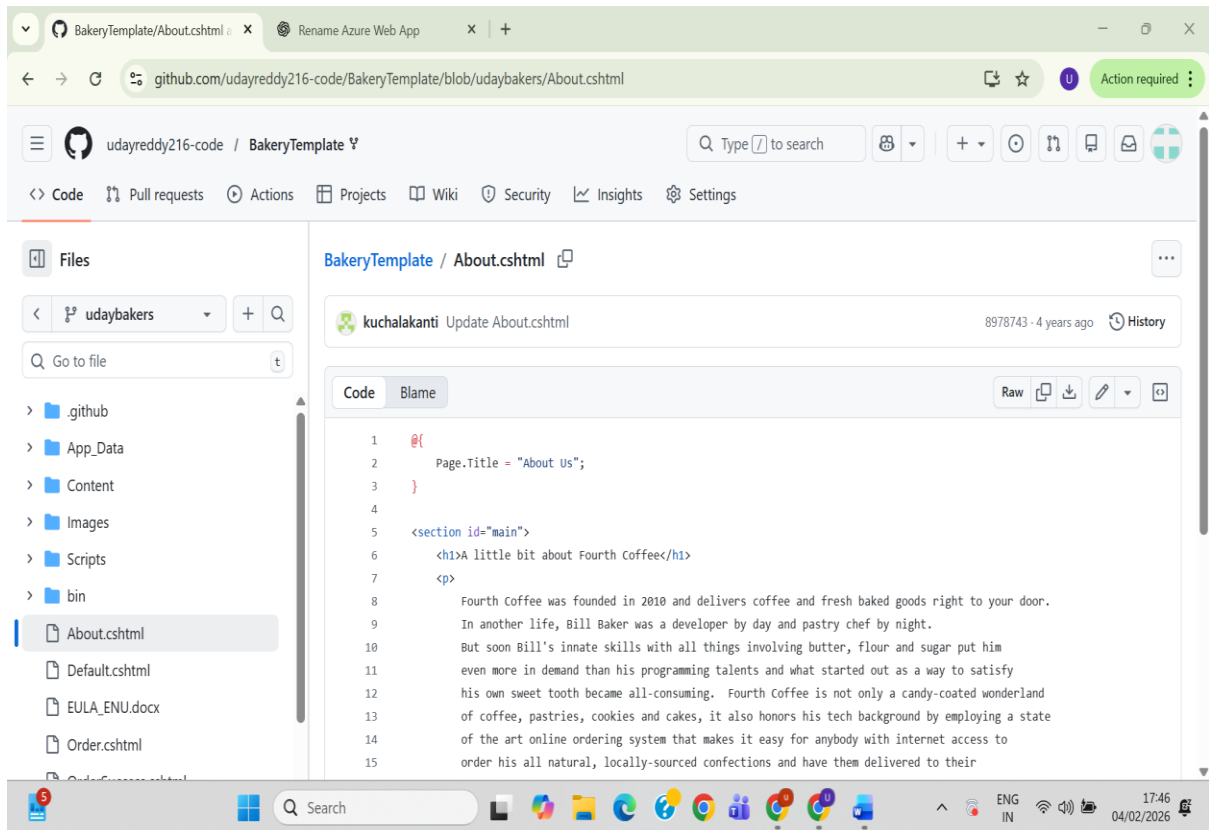 BakeryTemplate/About.cshtml a
Rename Azure Web App
github.com/udayreddy216-code/BakeryTemplate/blob/udaybakers/About.cshtml
U
Action required
udayreddy216-code / BakeryTemplate
Type / to search
Code
Pull requests
Actions
Projects
Wiki
Security
Insights
Settings
Files
BakeryTemplate / About.cshtml
udaybakers
kuchalakanti Update About.cshtml
8978743 · 4 years ago
History
Go to file
t
Code
Blame
Raw
.github
App_Data
Content
Images
Scripts
bin
About.cshtml
Default.cshtml
EULA_ENU.docx
Order.cshtml
1 @{
2 Page.Title = "About Us";
3 }
4
5 <section id="main">
6 <h1>A little bit about Fourth Coffee</h1>
7 <p>
8 Fourth Coffee was founded in 2010 and delivers coffee and fresh baked goods right to your door.
9 In another life, Bill Baker was a developer by day and pastry chef by night.
10 But soon Bill's innate skills with all things involving butter, flour and sugar put him
11 even more in demand than his programming talents and what started out as a way to satisfy
12 his own sweet tooth became all-consuming.  Fourth Coffee is not only a candy-coated wonderland
13 of coffee, pastries, cookies and cakes, it also honors his tech background by employing a state
14 of the art online ordering system that makes it easy for anybody with internet access to
15 order his all natural, locally-sourced confections and have them delivered to their
5
Search
ENG
IN
17:46
04/02/2026